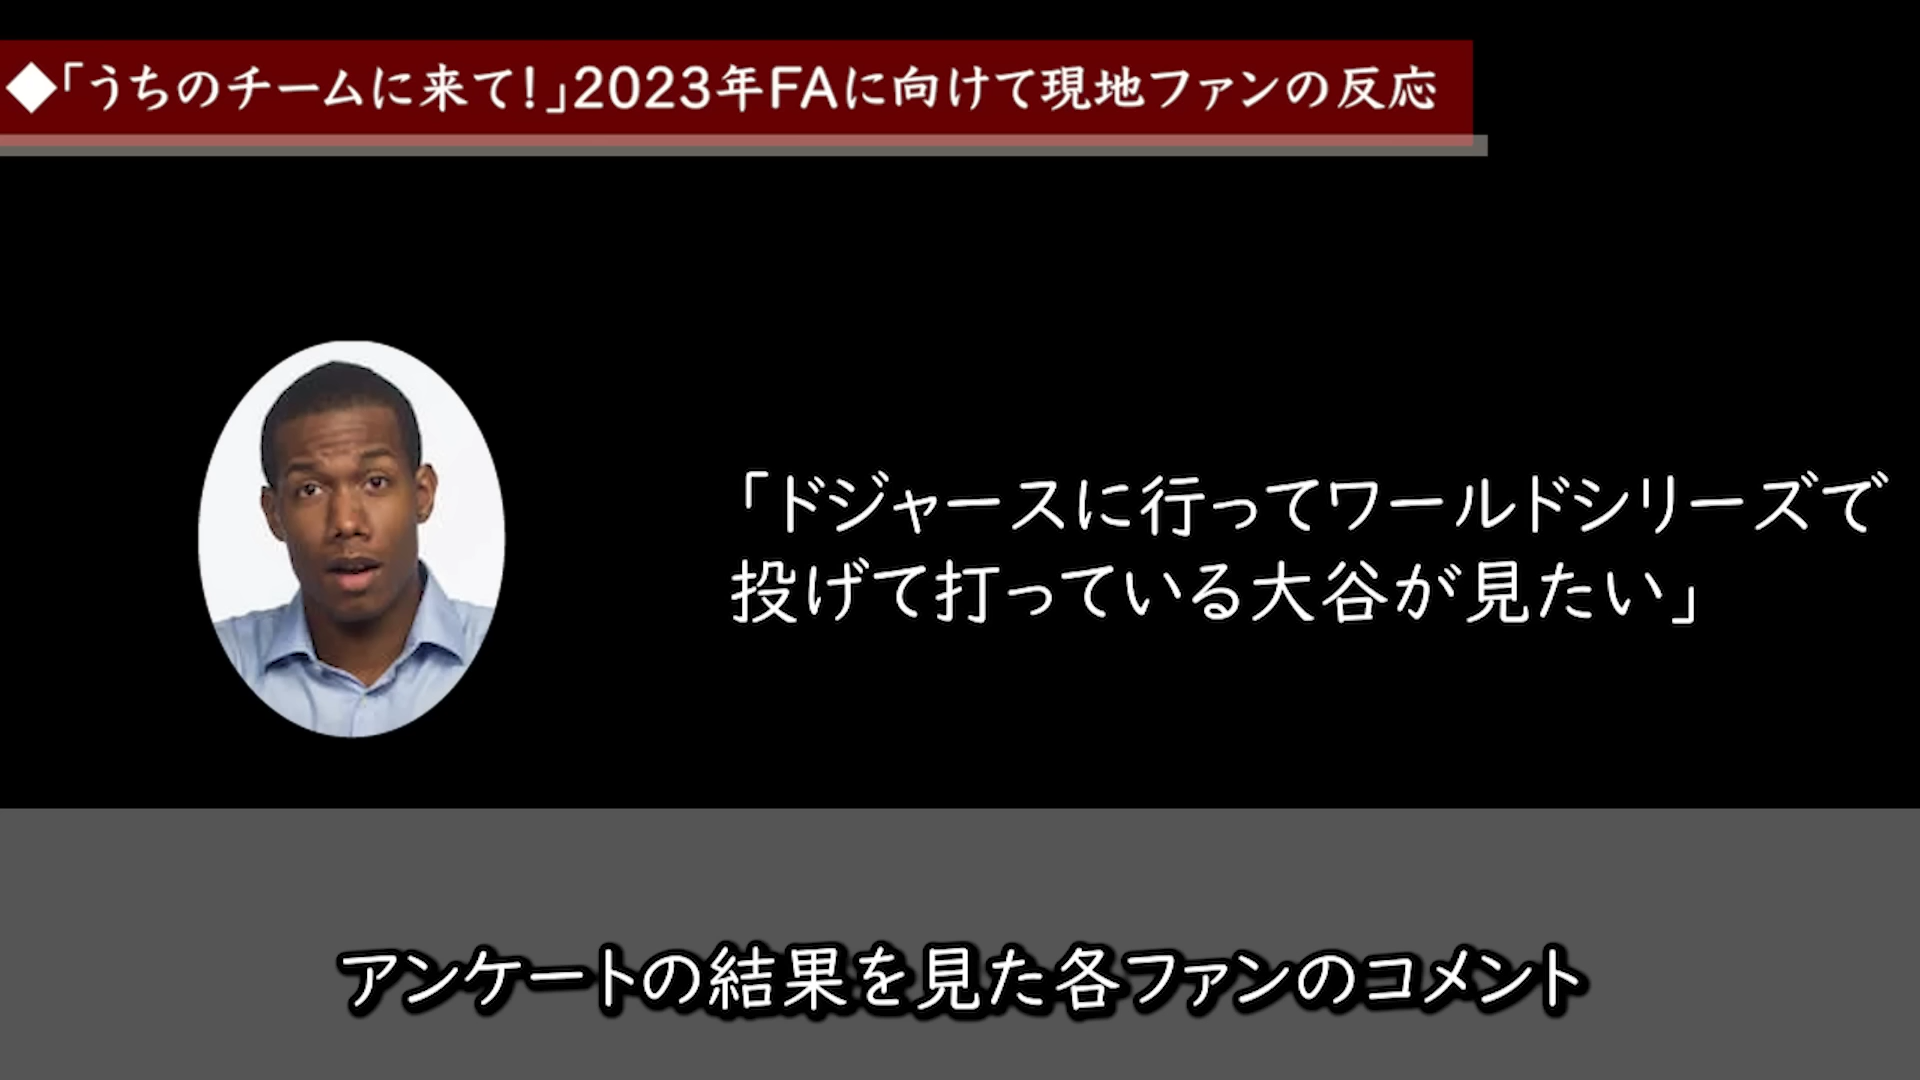 ◆「うちのチームに来て!」2023年FAに向けて現地ファンの反応
「ドジャースに行ってワールドシリーズで
投げて打っている大谷が見たい」
アンケートの結果を見た各ファンのコメント